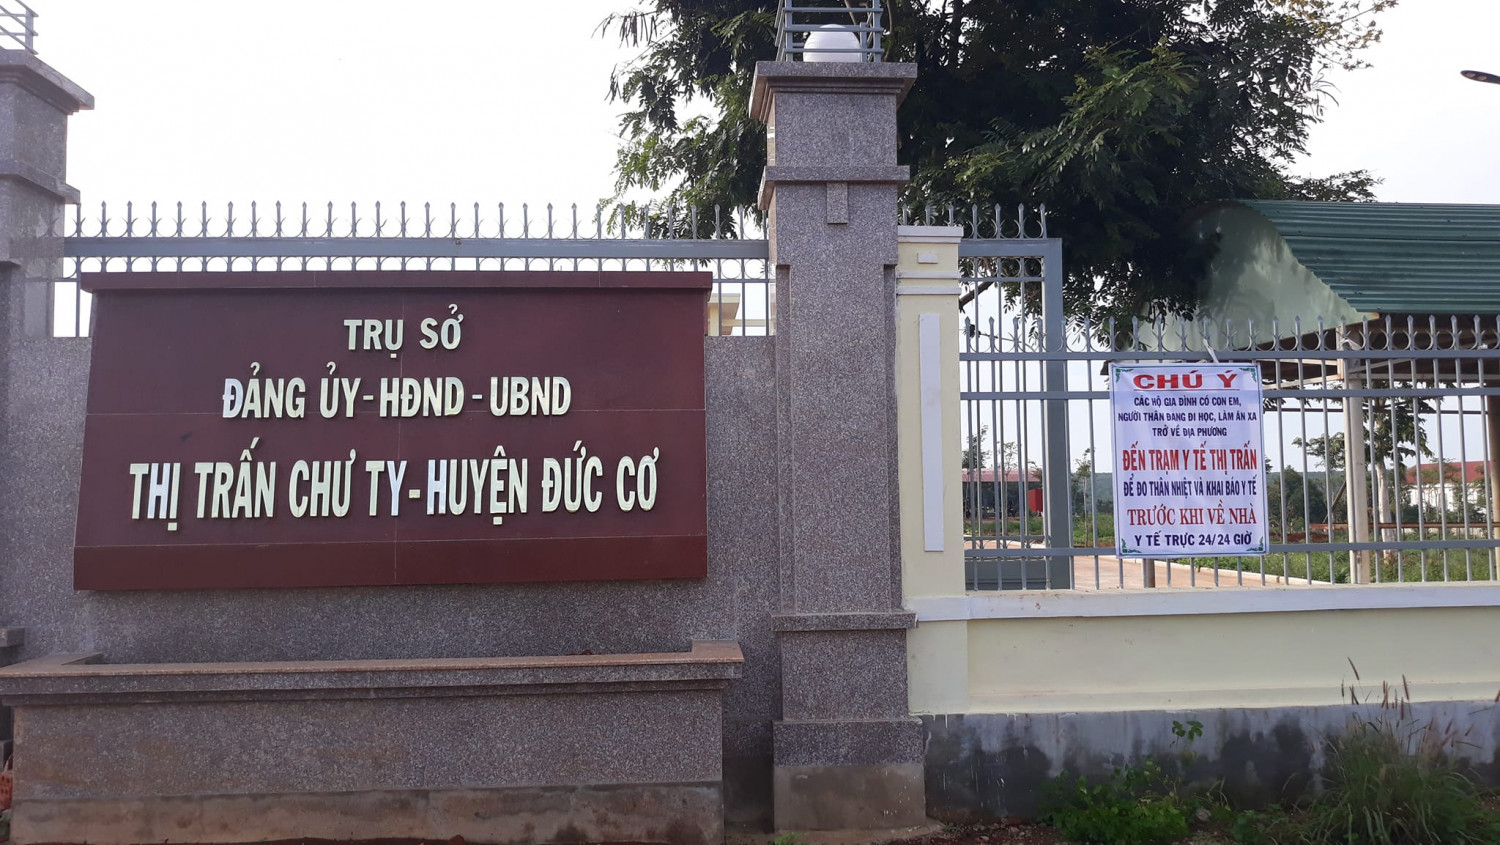 TRỤ SỞ
ĐẢNG ỦY-HĐND-UBND
THỊ TRẤN CHƯ TY-HUYỆN ĐỨC CƠ
CHÚ Ý
CÁC HỘ GIA ĐÌNH CÓ CON EM,
NGƯỜI THÂN ĐANG ĐI HỌC, LÀM ĂN XA
TRỞ VỀ ĐỊA PHƯƠNG
ĐẾN TRẠM Y TẾ THỊ TRẤN
ĐỂ ĐO THÂN NHIỆT VÀ KHAI BÁO Y TẾ
TRƯỚC KHI VỀ NHÀ
Y TẾ TRỰC 24/24 GIỜ